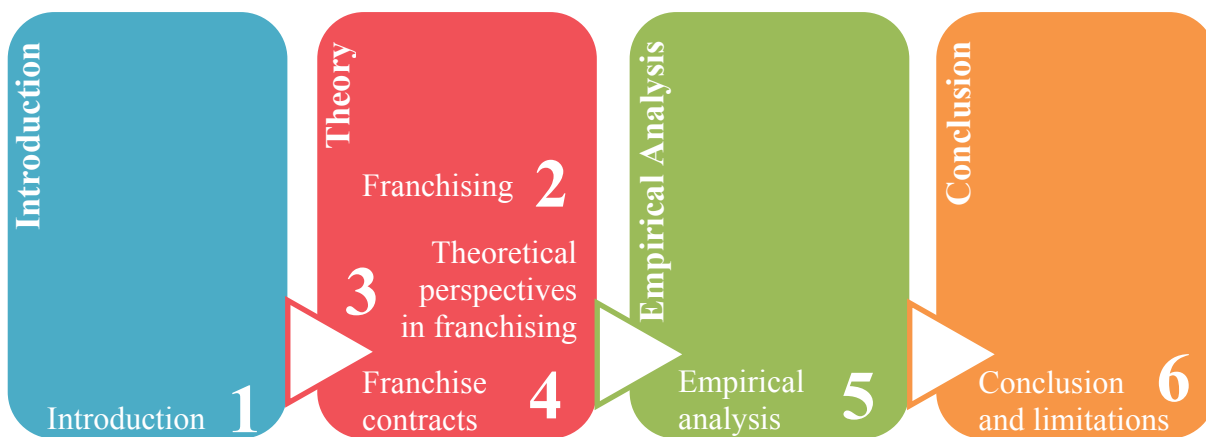 Introduction
Introduction 1
Theory
Franchising 2
3 Theoretical
perspectives
in franchising
Franchise
contracts 4
Empirical Analysis
Empirical
analysis 5
Conclusion
Conclusion
and limitations 6